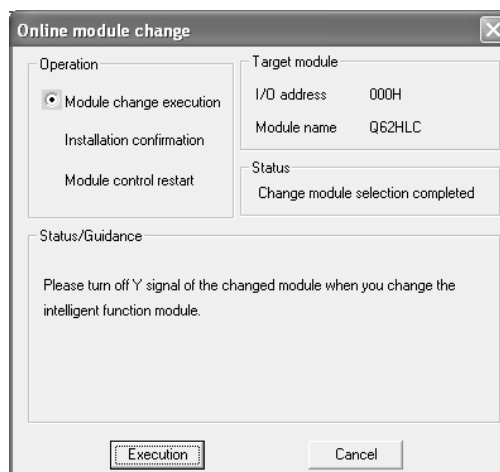 Online module change
Operation
Module change execution
Installation confirmation
Module control restart
Target module
I/O address 000H
Module name Q62HLC
Status
Change module selection completed
Status/Guidance
Please turn off Y signal of the changed module when you change the
intelligent function module.
Execution Cancel